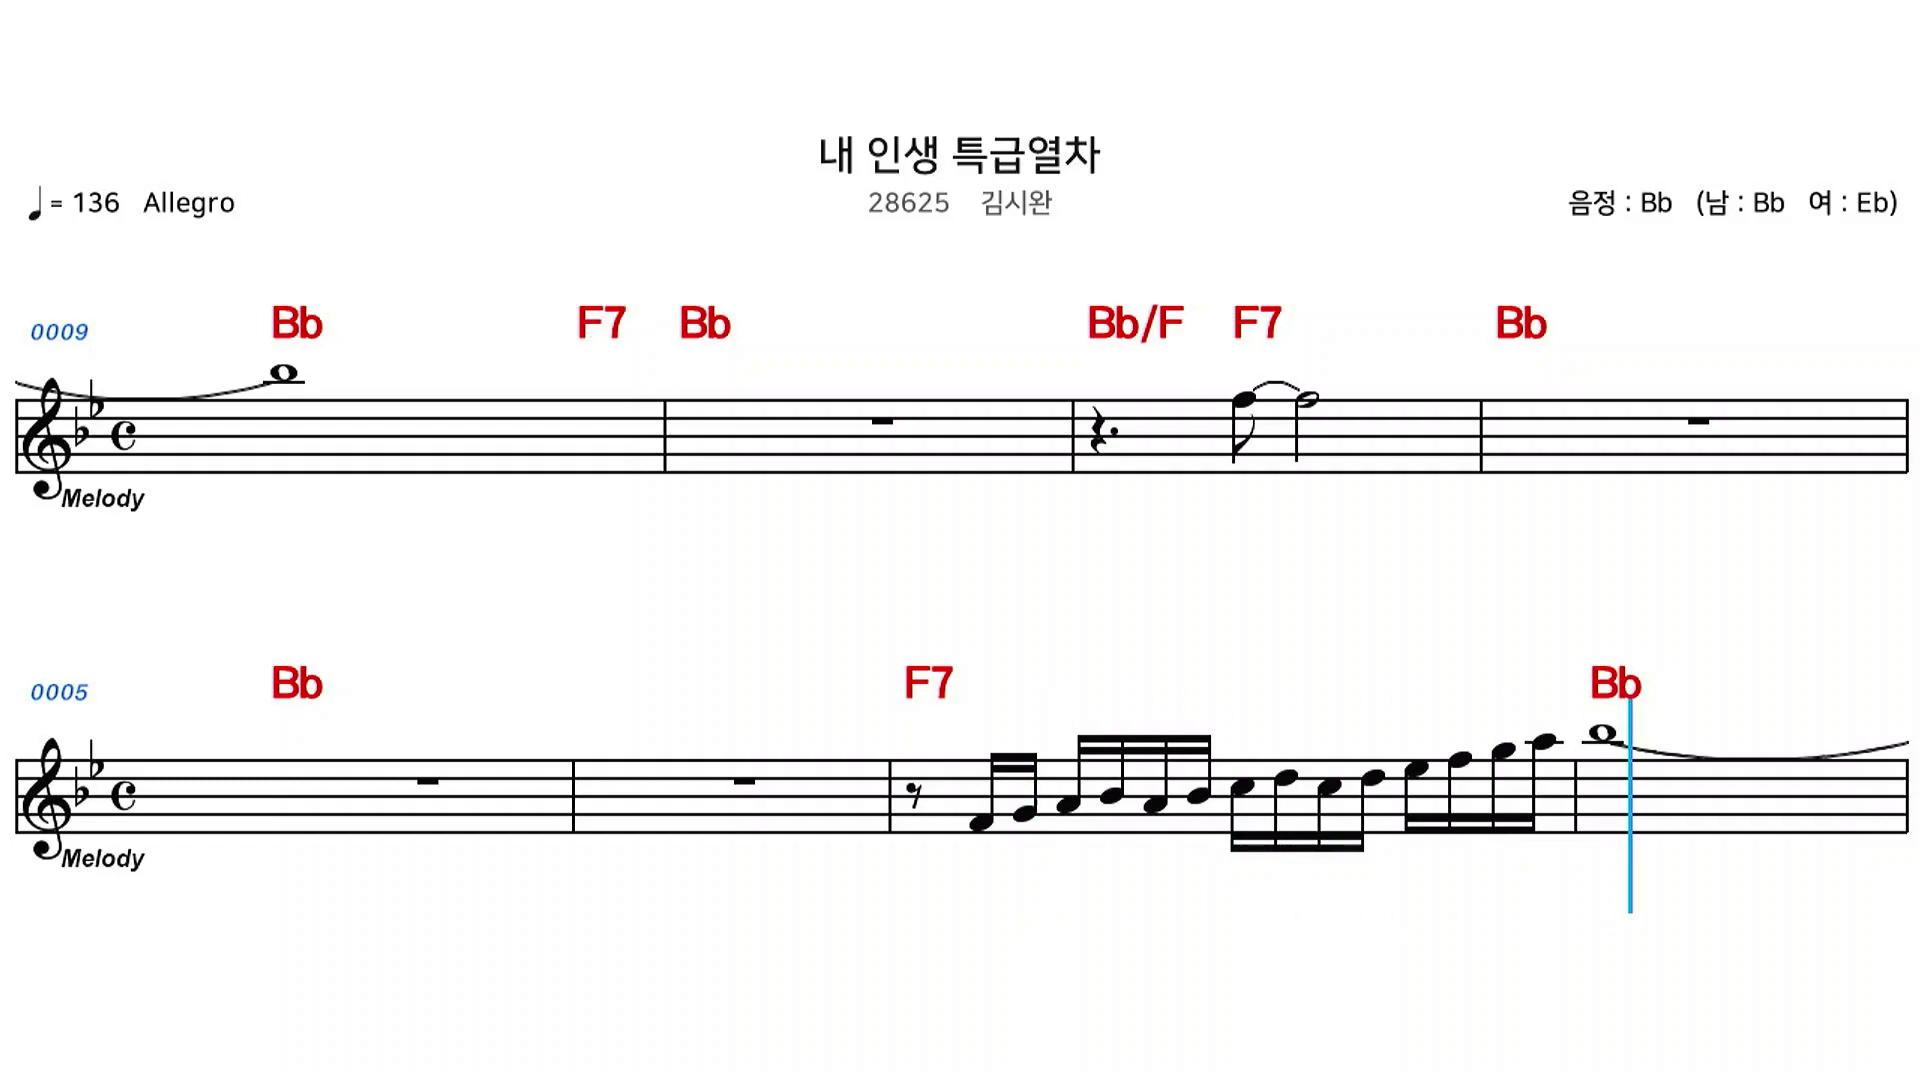 내 인생 특급열차
♩= 136 Allegro 28625 김시완 음정 : Bb (남 : Bb 여 : Eb)
0009 Bb F7 Bb Bb/F F7 Bb
Melody
0005 Bb F7 Bb
Melody